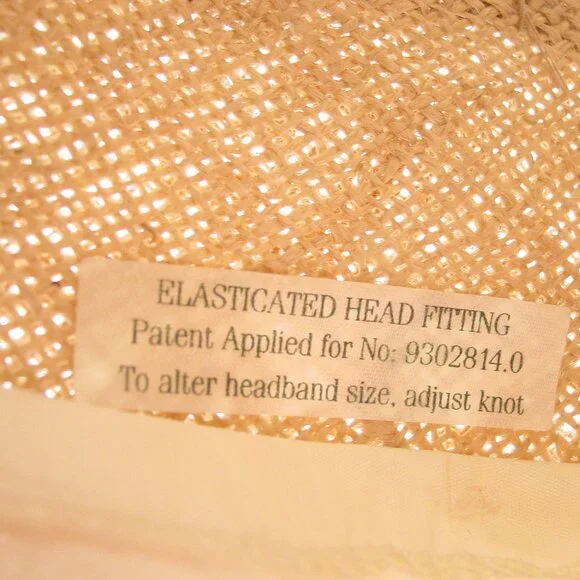 ELASTICATED HEAD FITTING
Patent Applied for No: 9302814.0
To alter headband size, adjust knot